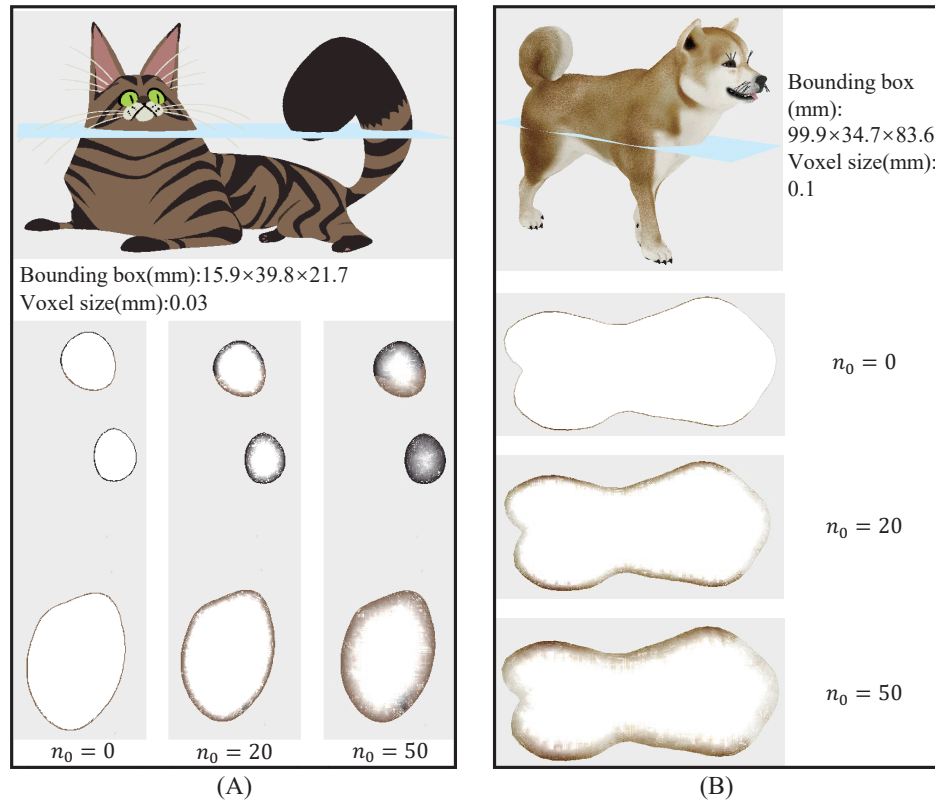 Bounding box(mm):15.9×39.8×21.7
Voxel size(mm):0.03
n₀ = 0
n₀ = 20
n₀ = 50
(A)
Bounding box
(mm):
99.9×34.7×83.6
Voxel size(mm):
0.1
n₀ = 0
n₀ = 20
n₀ = 50
(B)